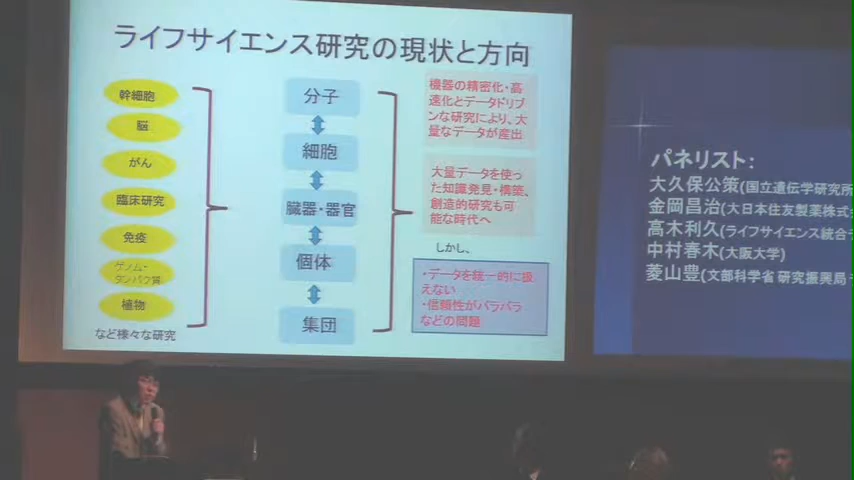 ライフサイエンス研究の現状と方向
幹細胞
脳
がん
臨床研究
免疫
ゲノム・
タンパク質
植物
など様々な研究
分子
細胞
臓器・器官
個体
集団
機器の精密化・高
速化とデータドリブ
ンな研究により、大
量なデータが産出
大量データを使っ
た知識発見・構築、
創造的研究も可
能な時代へ
しかし、
・データを統一的に扱
えない
・信頼性がバラバラ
などの問題
パネリスト:
大久保公策(国立遺伝学研究所
金岡昌治(大日本住友製薬株式
高木利久(ライフサイエンス統合
中村春木(大阪大学)
菱山豊(文部科学省 研究振興局